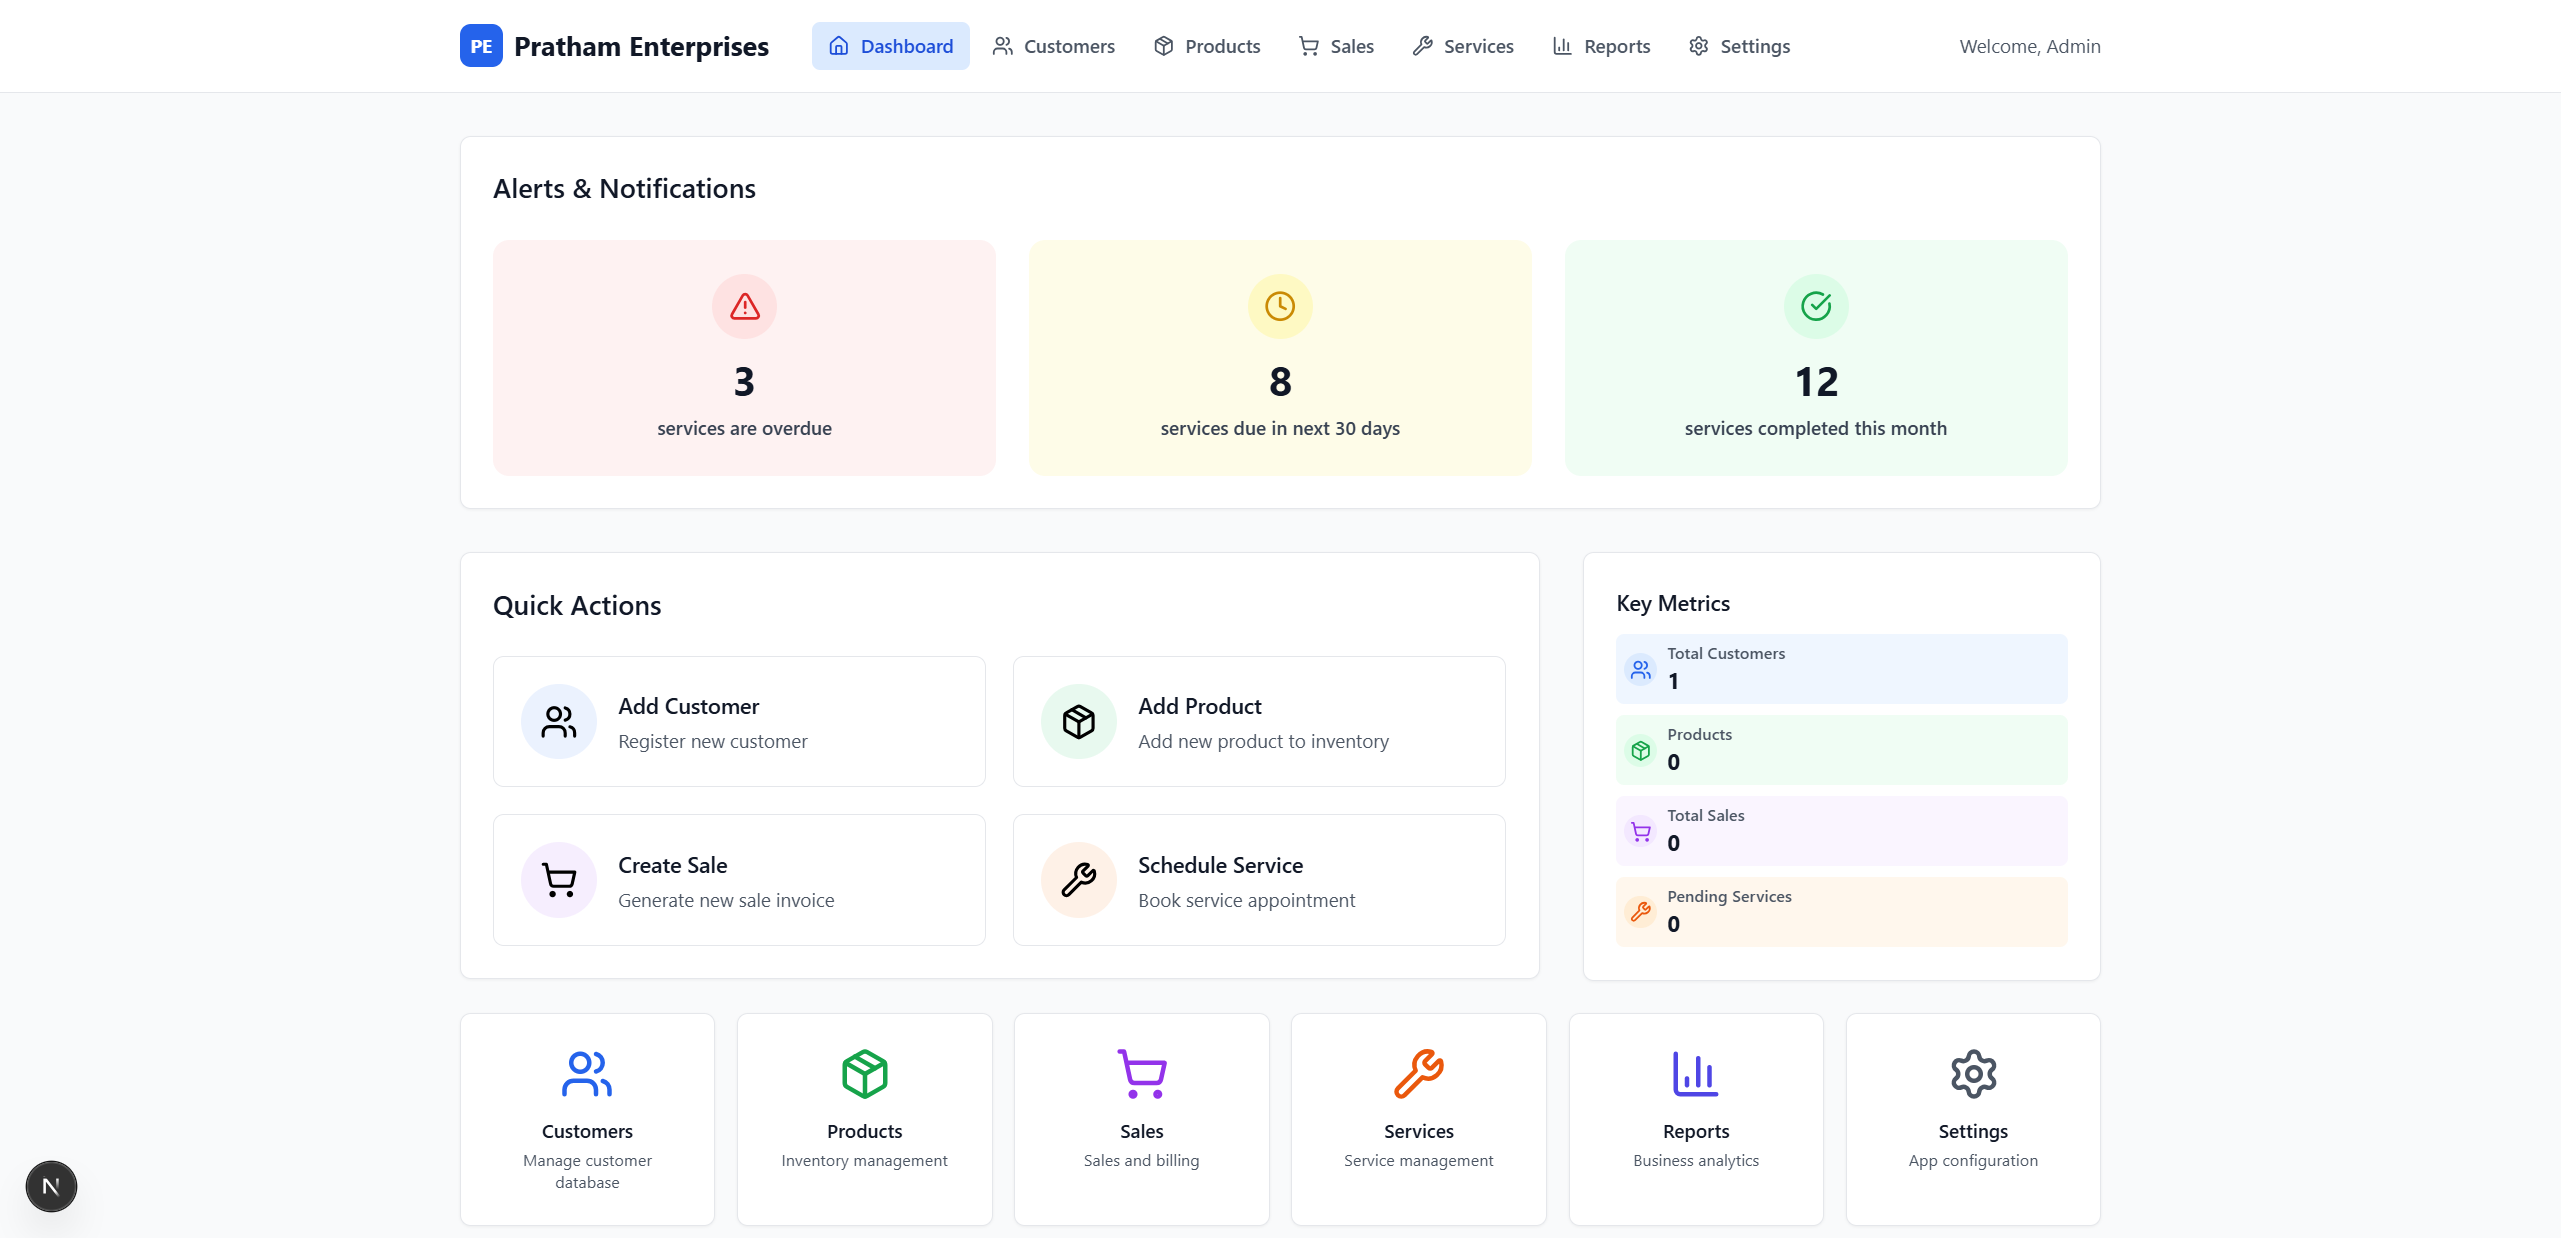 PE
Pratham Enterprises
Dashboard
Customers
Products
Sales
Services
Reports
Settings
Welcome, Admin
Alerts & Notifications
3
services are overdue
8
services due in next 30 days
12
services completed this month
Quick Actions
Add Customer
Register new customer
Add Product
Add new product to inventory
Create Sale
Generate new sale invoice
Schedule Service
Book service appointment
Key Metrics
Total Customers
1
Products
0
Total Sales
0
Pending Services
0
Customers
Manage customer
database
Products
Inventory management
Sales
Sales and billing
Services
Service management
Reports
Business analytics
Settings
App configuration
N